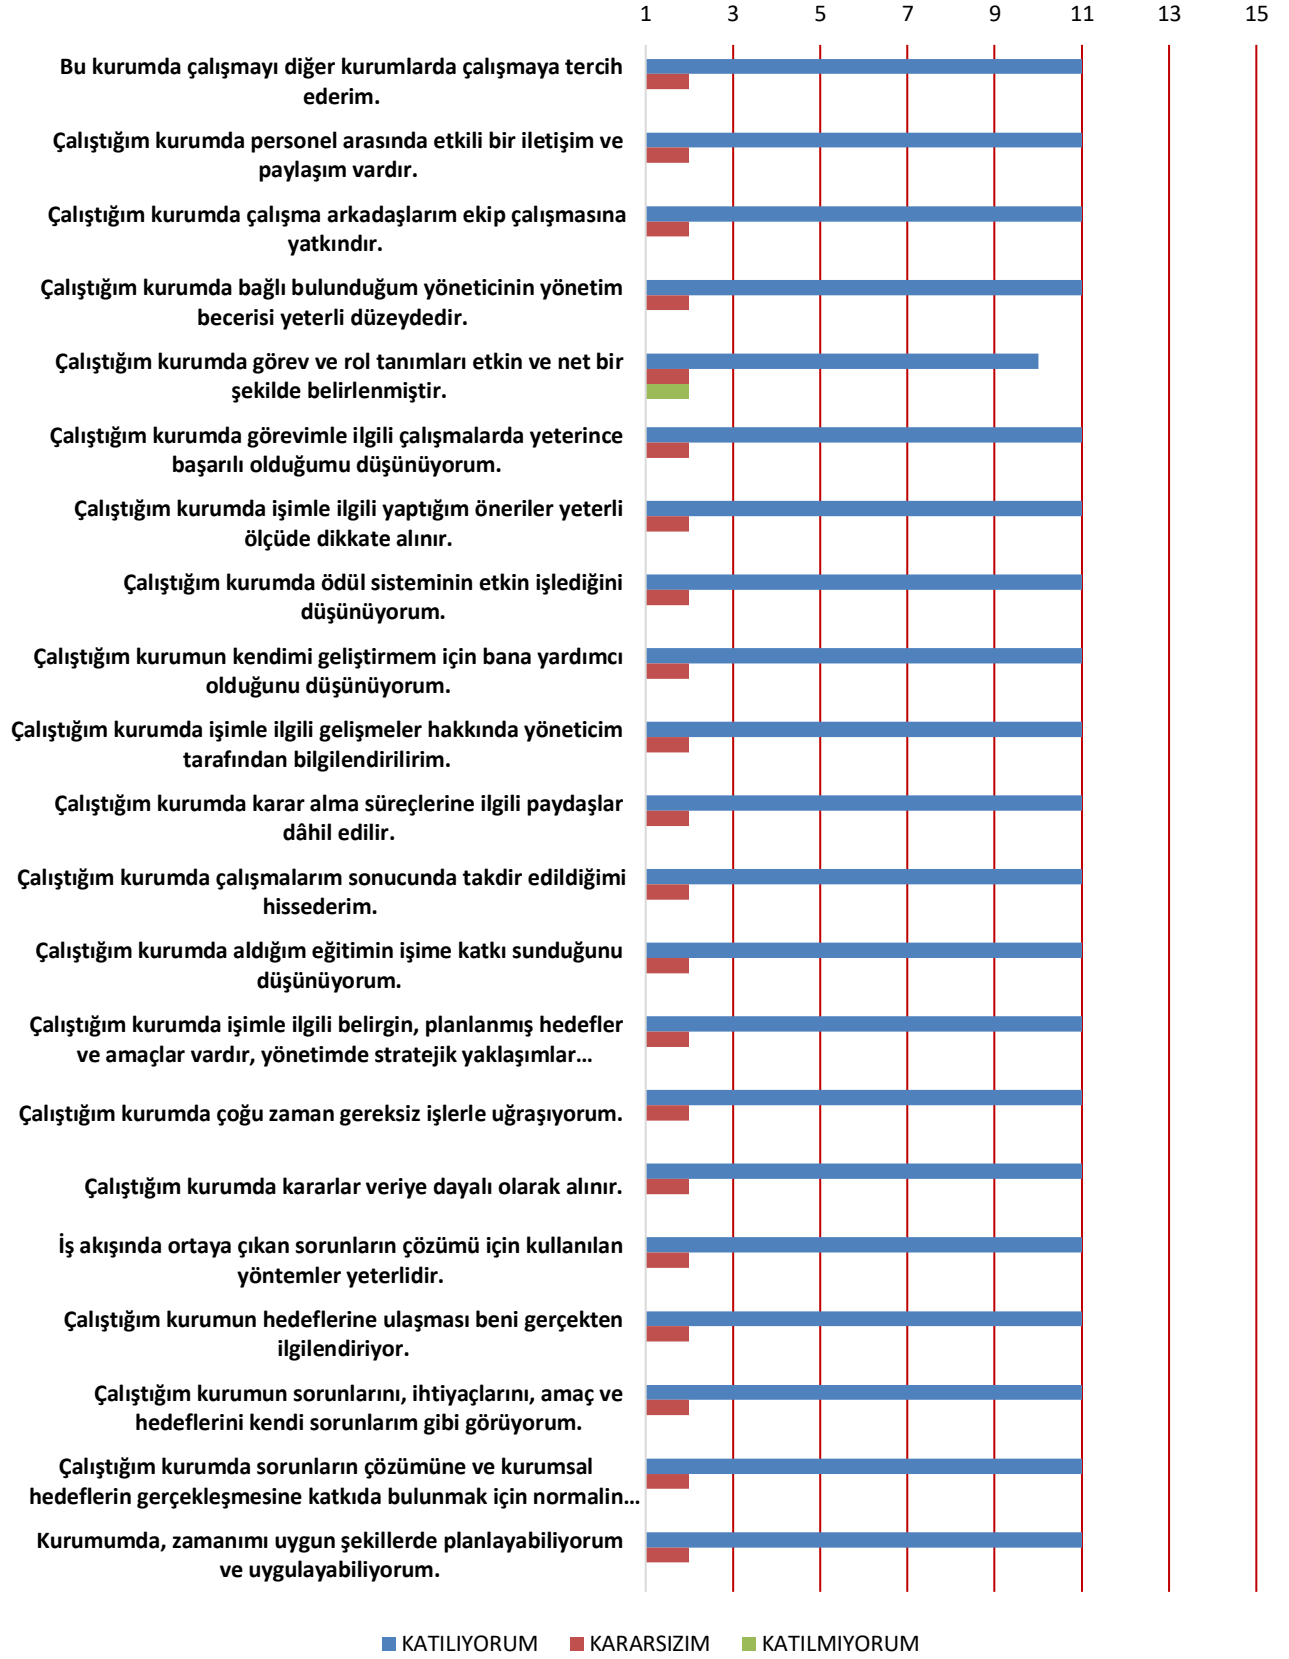 1 3 5 7 9 11 13 15
Bu kurumda çalışmayı diğer kurumlarda çalışmaya tercih
ederim.
Çalıştığım kurumda personel arasında etkili bir iletişim ve
paylaşım vardır.
Çalıştığım kurumda çalışma arkadaşlarım ekip çalışmasına
yatkındır.
Çalıştığım kurumda bağlı bulunduğum yöneticinin yönetim
becerisi yeterli düzeydedir.
Çalıştığım kurumda görev ve rol tanımları etkin ve net bir
şekilde belirlenmiştir.
Çalıştığım kurumda görevimle ilgili çalışmalarda yeterince
başarılı olduğumu düşünüyorum.
Çalıştığım kurumda işimle ilgili yaptığım öneriler yeterli
ölçüde dikkate alınır.
Çalıştığım kurumda ödül sisteminin etkin işlediğini
düşünüyorum.
Çalıştığım kurumun kendimi geliştirmem için bana yardımcı
olduğunu düşünüyorum.
Çalıştığım kurumda işimle ilgili gelişmeler hakkında yöneticim
tarafından bilgilendirilirim.
Çalıştığım kurumda karar alma süreçlerine ilgili paydaşlar
dâhil edilir.
Çalıştığım kurumda çalışmalarım sonucunda takdir edildiğimi
hissederim.
Çalıştığım kurumda aldığım eğitimin işime katkı sunduğunu
düşünüyorum.
Çalıştığım kurumda işimle ilgili belirgin, planlanmış hedefler
ve amaçlar vardır, yönetimde stratejik yaklaşımlar…
Çalıştığım kurumda çoğu zaman gereksiz işlerle uğraşıyorum.
Çalıştığım kurumda kararlar veriye dayalı olarak alınır.
İş akışında ortaya çıkan sorunların çözümü için kullanılan
yöntemler yeterlidir.
Çalıştığım kurumun hedeflerine ulaşması beni gerçekten
ilgilendiriyor.
Çalıştığım kurumun sorunlarını, ihtiyaçlarını, amaç ve
hedeflerini kendi sorunlarım gibi görüyorum.
Çalıştığım kurumda sorunların çözümüne ve kurumsal
hedeflerin gerçekleşmesine katkıda bulunmak için normalin…
Kurumumda, zamanımı uygun şekillerde planlayabiliyorum
ve uygulayabiliyorum.
KATILIYORUM KARARSIZIM KATILMIYORUM